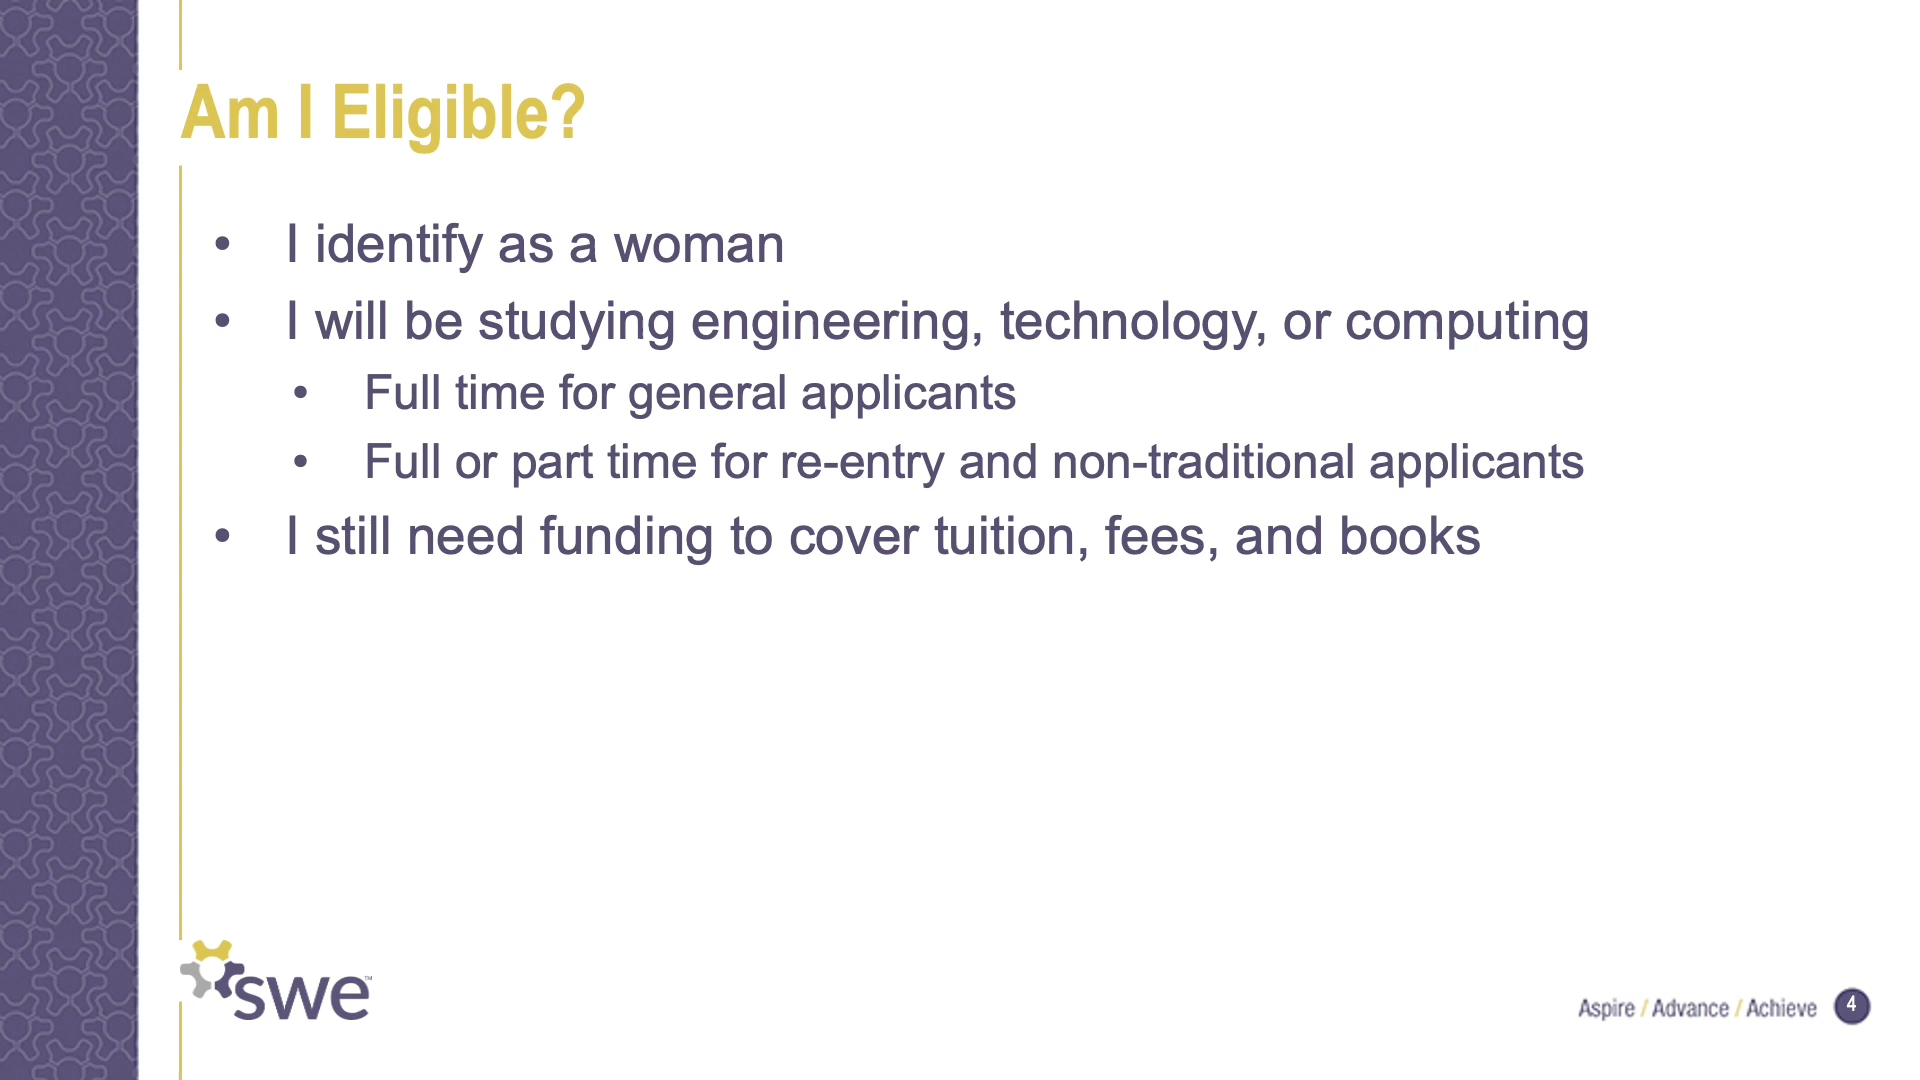 Am I Eligible?
• I identify as a woman
• I will be studying engineering, technology, or computing
• Full time for general applicants
• Full or part time for re-entry and non-traditional applicants
• I still need funding to cover tuition, fees, and books
swe™
Aspire / Advance / Achieve 4